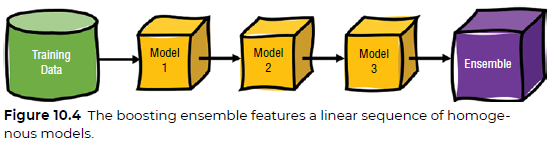 Training
Data
Model
1
Model
2
Model
3
Ensemble
Figure 10.4 The boosting ensemble features a linear sequence of homoge-
nous models.